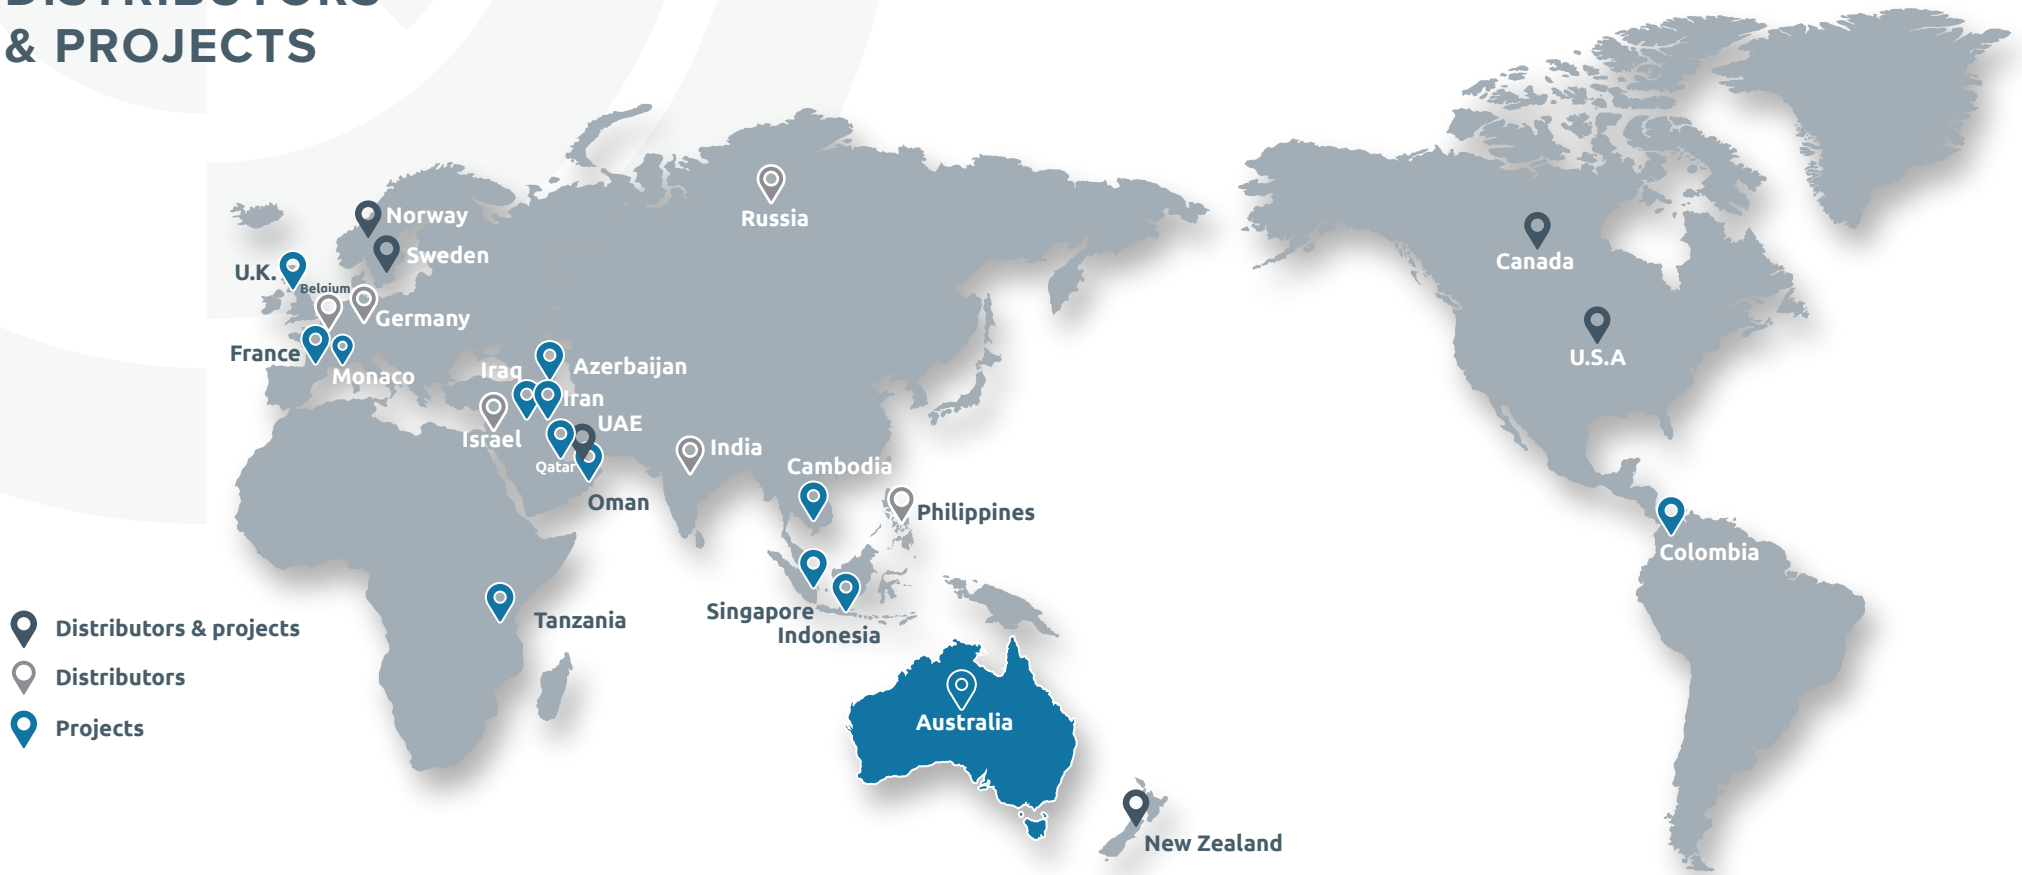 DISTRIBUTORS
& PROJECTS
Norway
Sweden
U.K.
Belgium
Germany
France
Monaco
Russia
Iraq
Azerbaijan
Iran
UAE
Israel
Qatar
Oman
India
Cambodia
Philippines
Singapore
Indonesia
Tanzania
Australia
New Zealand
Canada
U.S.A
Colombia
Distributors & projects
Distributors
Projects